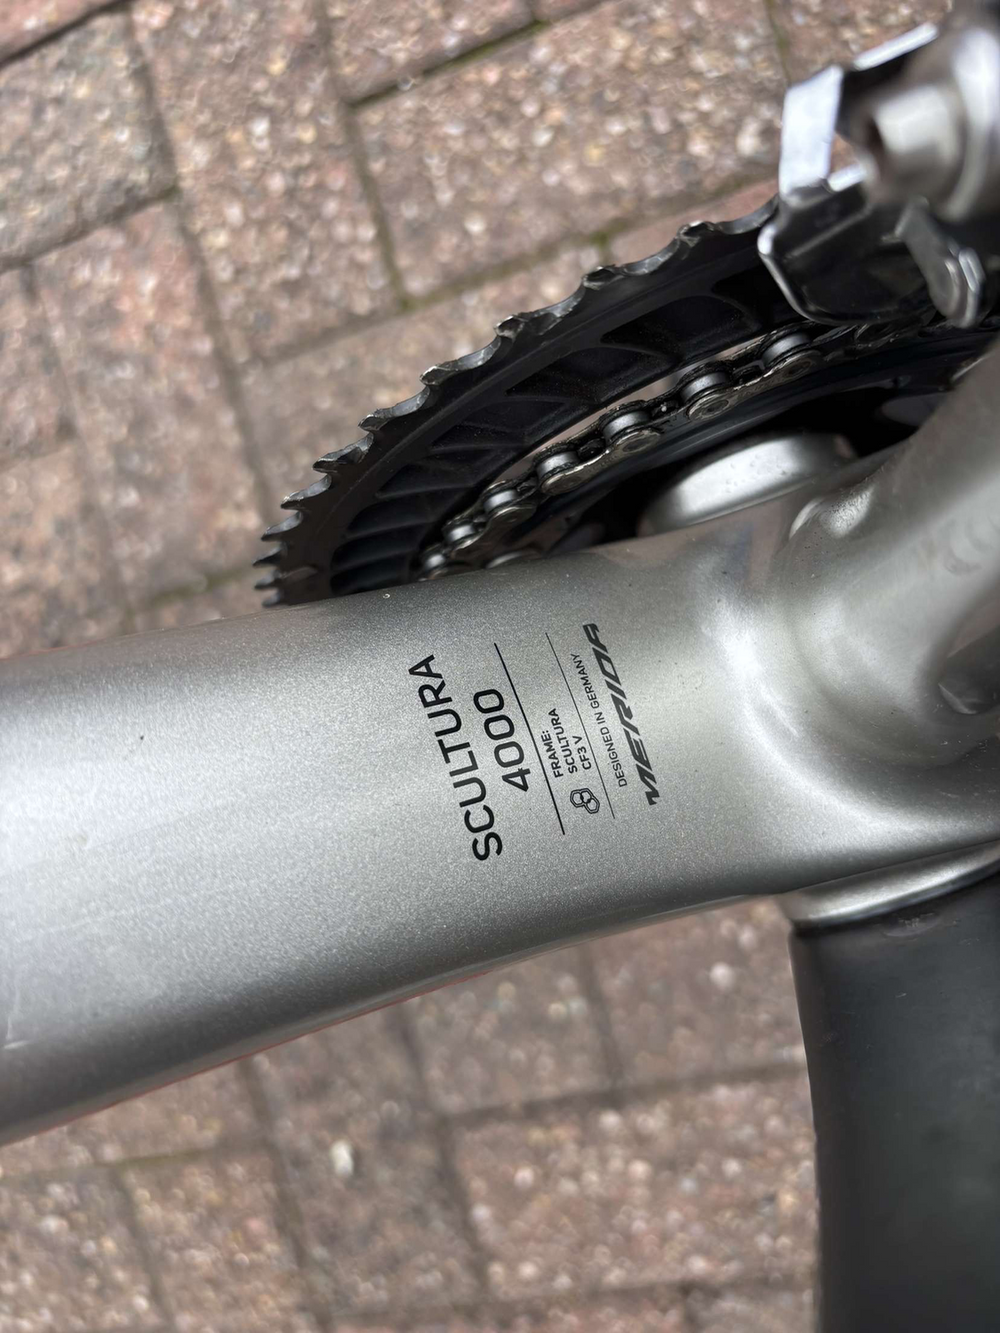 SCULTURA
4000
FRAME:
SCULTURA
CF3 V
DESIGNED IN GERMANY
MERIDA